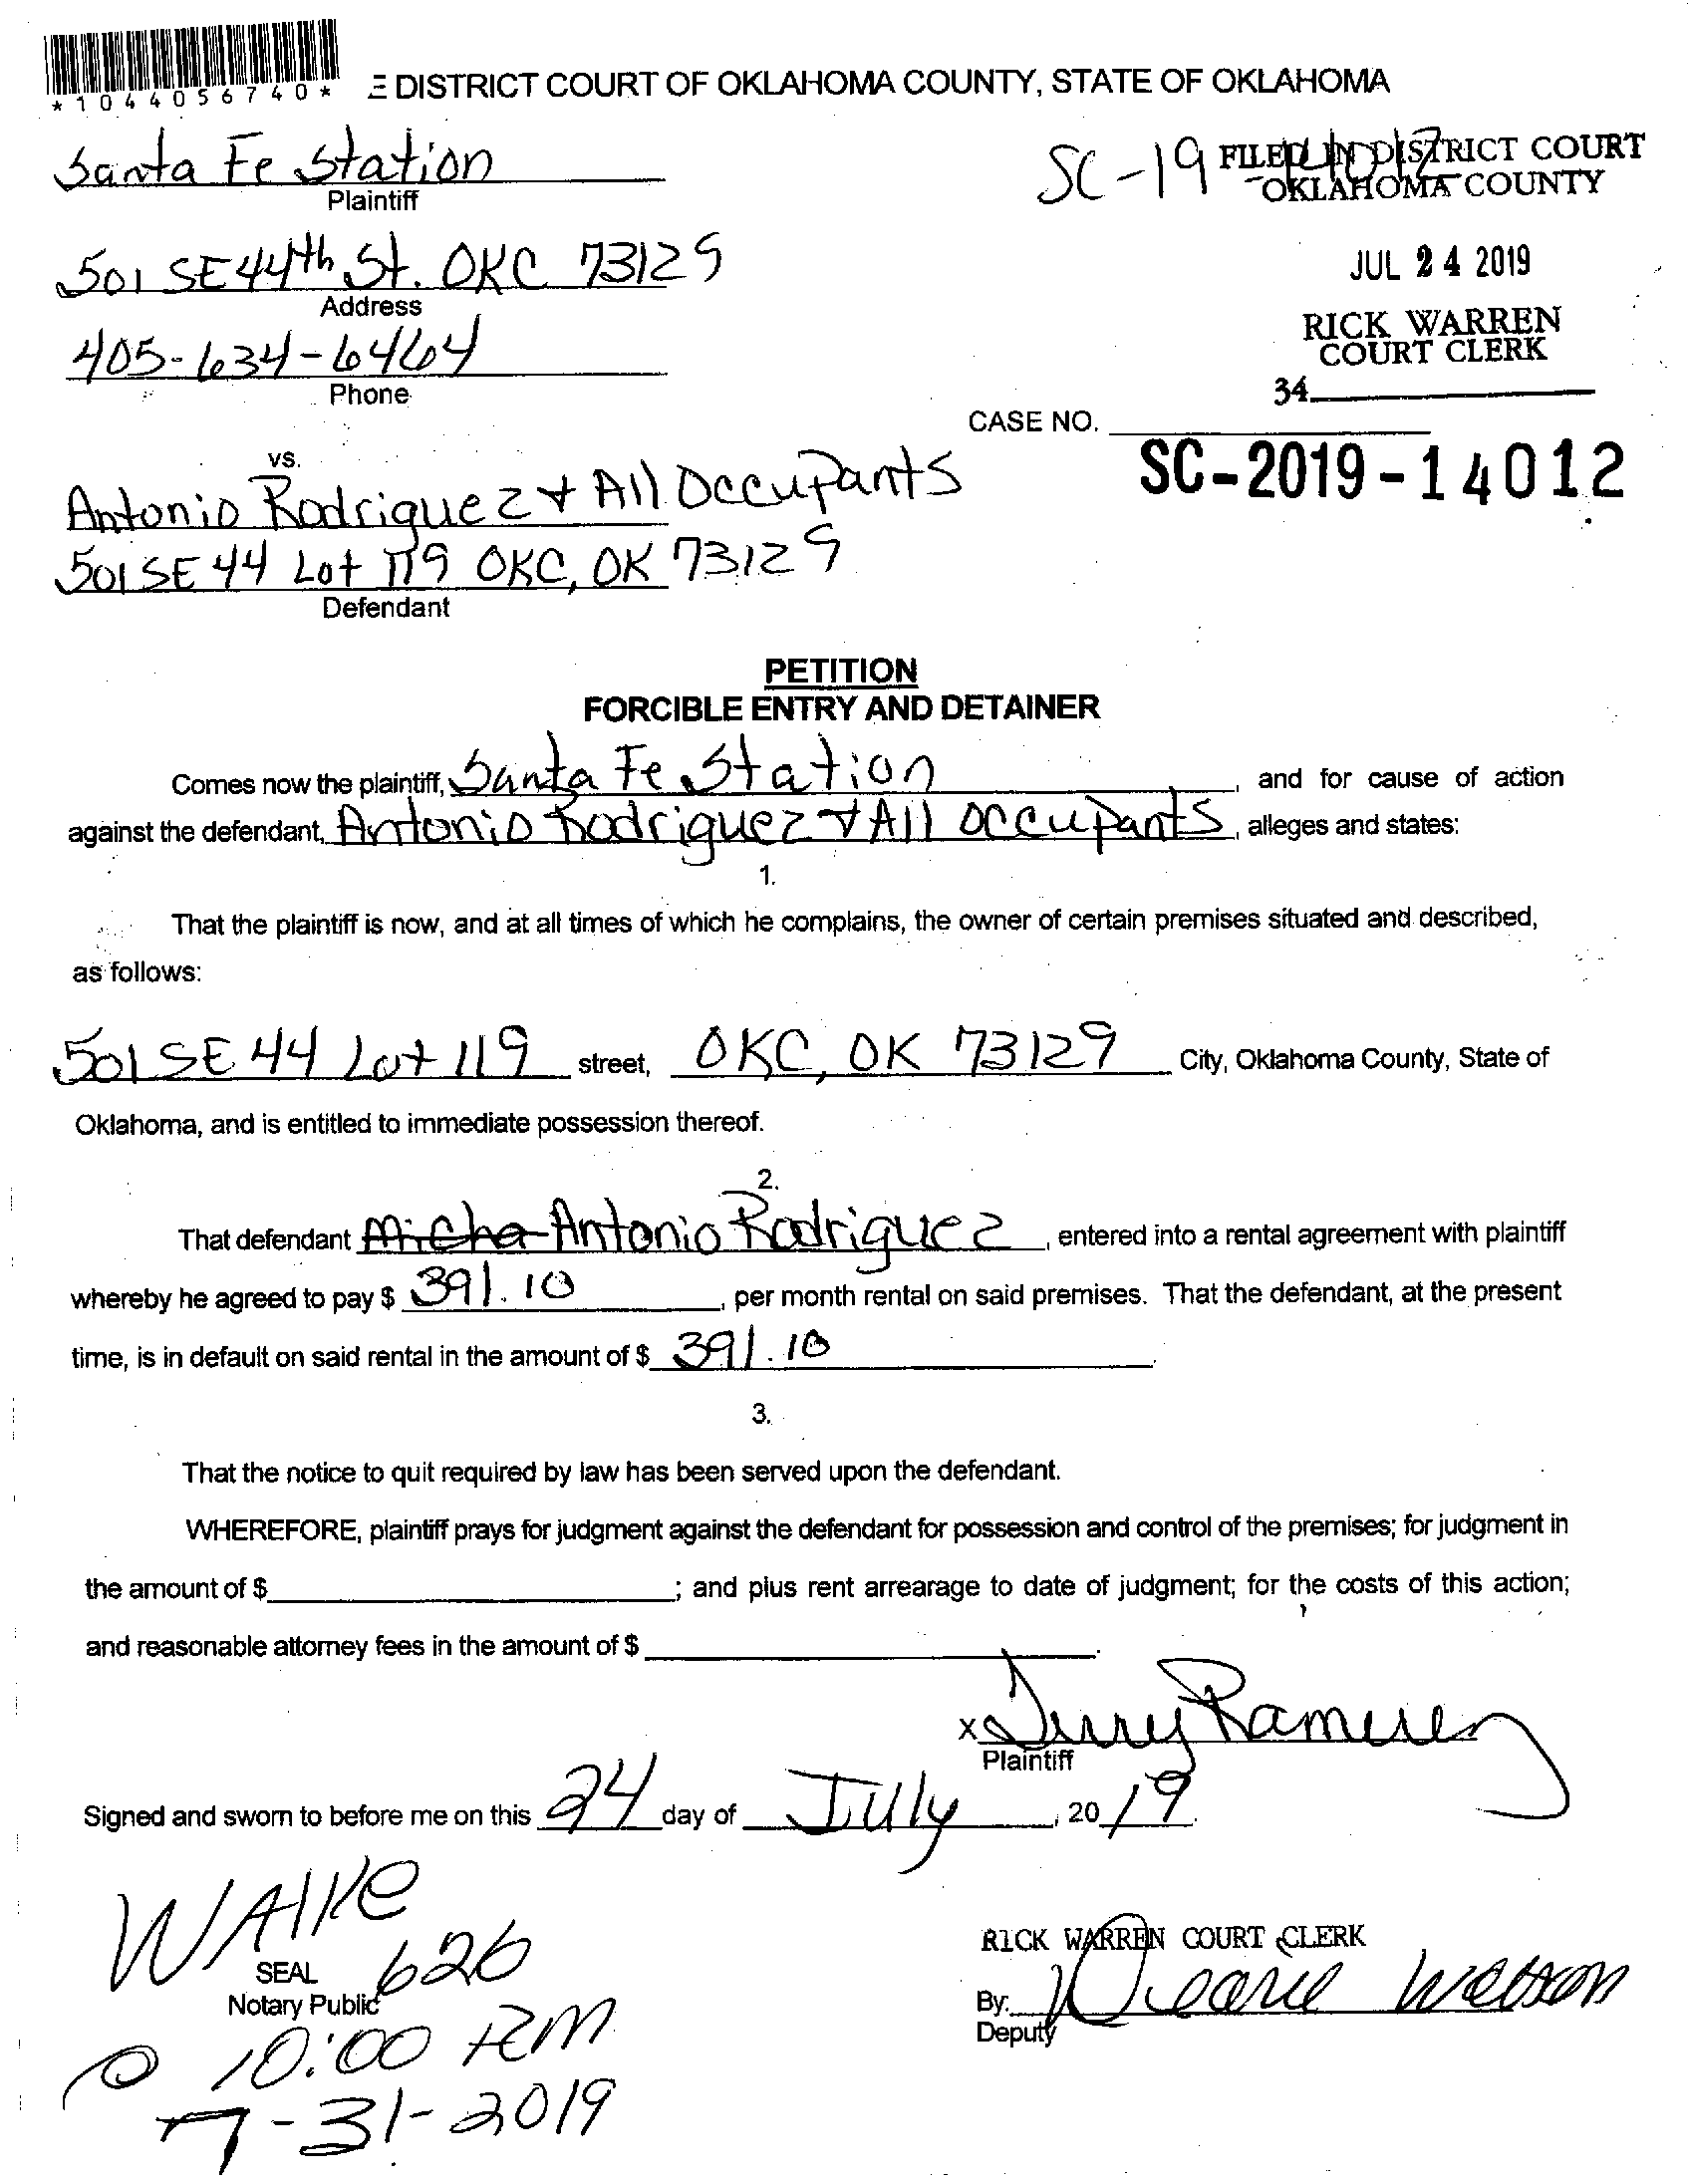 *1044056740*
E DISTRICT COURT OF OKLAHOMA COUNTY, STATE OF OKLAHOMA
Santa Fe Station
Plaintiff
SC-19-14012
FILED IN DISTRICT COURT
OKLAHOMA COUNTY
501 SE 44th St. OKC 73129
Address
JUL 24 2019
405-634-6464
Phone
RICK WARREN
COURT CLERK
34
CASE NO.
SC-2019-14012
vs.
Antonio Rodriguez + All Occupants
501 SE 44 Lot 119 OKC, OK 73129
Defendant
PETITION
FORCIBLE ENTRY AND DETAINER
Comes now the plaintiff, Santa Fe Station, and for cause of action
against the defendant, Antonio Rodriguez + All Occupants, alleges and states:
1.
That the plaintiff is now, and at all times of which he complains, the owner of certain premises situated and described,
as follows:
501 SE 44 Lot 119 street, OKC, OK 73129 City, Oklahoma County, State of
Oklahoma, and is entitled to immediate possession thereof.
2.
That defendant Micha Antonio Rodriguez, entered into a rental agreement with plaintiff
whereby he agreed to pay $ 391.10, per month rental on said premises. That the defendant, at the present
time, is in default on said rental in the amount of $ 391.10.
3.
That the notice to quit required by law has been served upon the defendant.
WHEREFORE, plaintiff prays for judgment against the defendant for possession and control of the premises; for judgment in
the amount of $ ; and plus rent arrearage to date of judgment; for the costs of this action;
and reasonable attorney fees in the amount of $ .
x Ramirez
Plaintiff
Signed and sworn to before me on this 24 day of July, 2019.
SEAL
626
Notary Public
@ 10:00 AM
7-31-2019
RICK WARREN COURT CLERK
By: Watson
Deputy